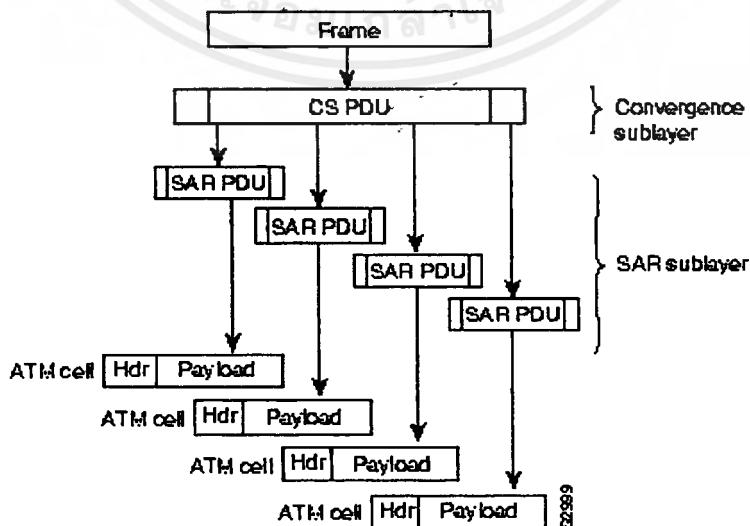 Frame
CS PDU
Convergence
sublayer
SAR PDU
SAR PDU
SAR PDU
SAR PDU
SAR sublayer
ATM cell Hdr Payload
ATM cell Hdr Payload
ATM cell Hdr Payload
ATM cell Hdr Payload